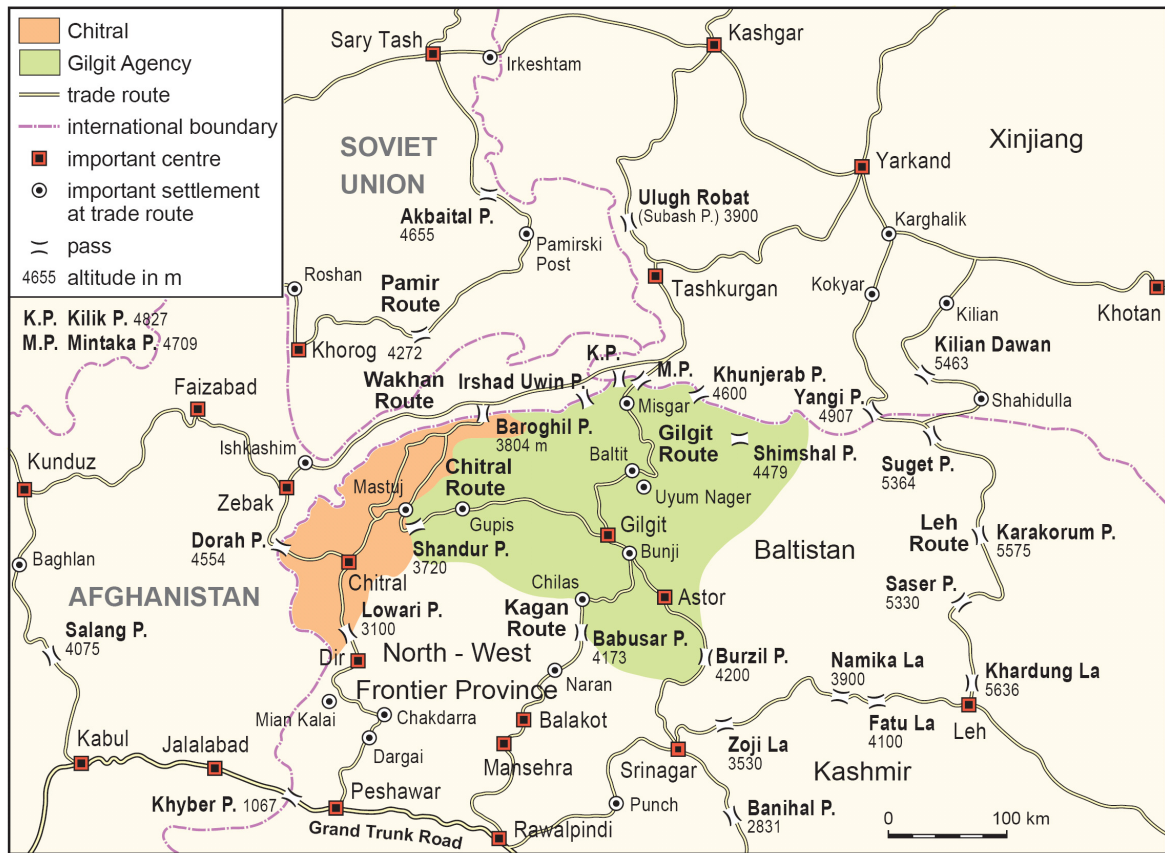 Chitral
Gilgit Agency
trade route
international boundary
important centre
important settlement
at trade route
pass
4655 altitude in m
K.P. Kilik P. 4827
M.P. Mintaka P. 4709
Sary Tash
Irkeshtam
Kashgar
SOVIET
UNION
Xinjiang
Yarkand
Akbaital P.
4655
Ulugh Robat
(Subash P.) 3900
Karghalik
Pamirski
Post
Roshan
Pamir
Route
Tashkurgan
Kokyar
Kilian
Khotan
Khorog
4272
Kilian Dawan
5463
K.P.
M.P.
Wakhan
Route
Irshad Uwin P.
Khunjerab P.
4600
Yangi P.
4907
Shahidulla
Faizabad
Misgar
Baroghil P.
3804 m
Ishkashim
Gilgit
Route
Shimshal P.
4479
Suget P.
5364
Kunduz
Chitral
Route
Baltit
Zebak
Mastuj
Uyum Nager
Gupis
Gilgit
Leh
Route
Karakorum P.
5575
Dorah P.
4554
Shandur P.
3720
Bunji
Baltistan
Baghlan
Chitral
Chilas
Saser P.
5330
AFGHANISTAN
Astor
Lowari P.
3100
Kagan
Route
Salang P.
4075
Babusar P.
4173
Dir
North - West
Frontier Province
Burzil P.
4200
Namika La
3900
Khardung La
5636
Naran
Mian Kalai
Chakdarra
Balakot
Fatu La
4100
Leh
Kabul
Jalalabad
Dargai
Mansehra
Zoji La
3530
Srinagar
Kashmir
Khyber P. 1067
Peshawar
Punch
Banihal P.
2831
Grand Trunk Road
Rawalpindi
0 100 km